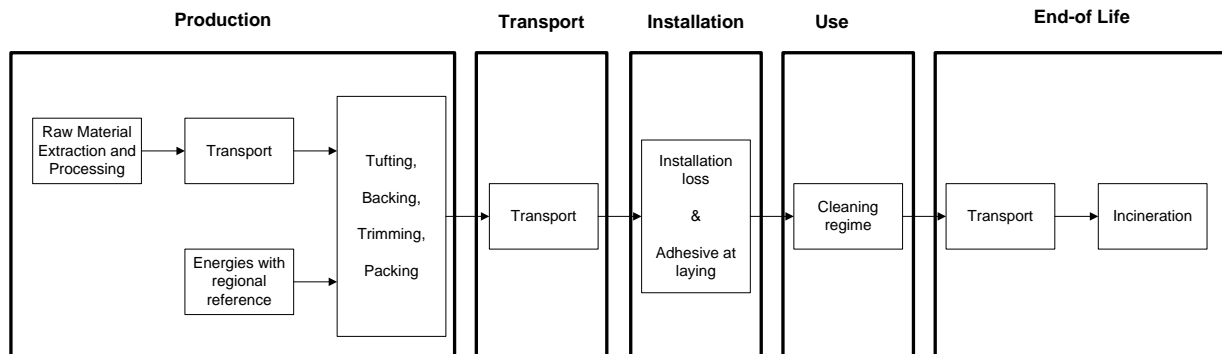 Production
Transport
Installation
Use
End-of Life
Raw Material
Extraction and
Processing
Transport
Energies with
regional
reference
Tufting,
Backing,
Trimming,
Packing
Transport
Installation
loss
&
Adhesive at
laying
Cleaning
regime
Transport
Incineration